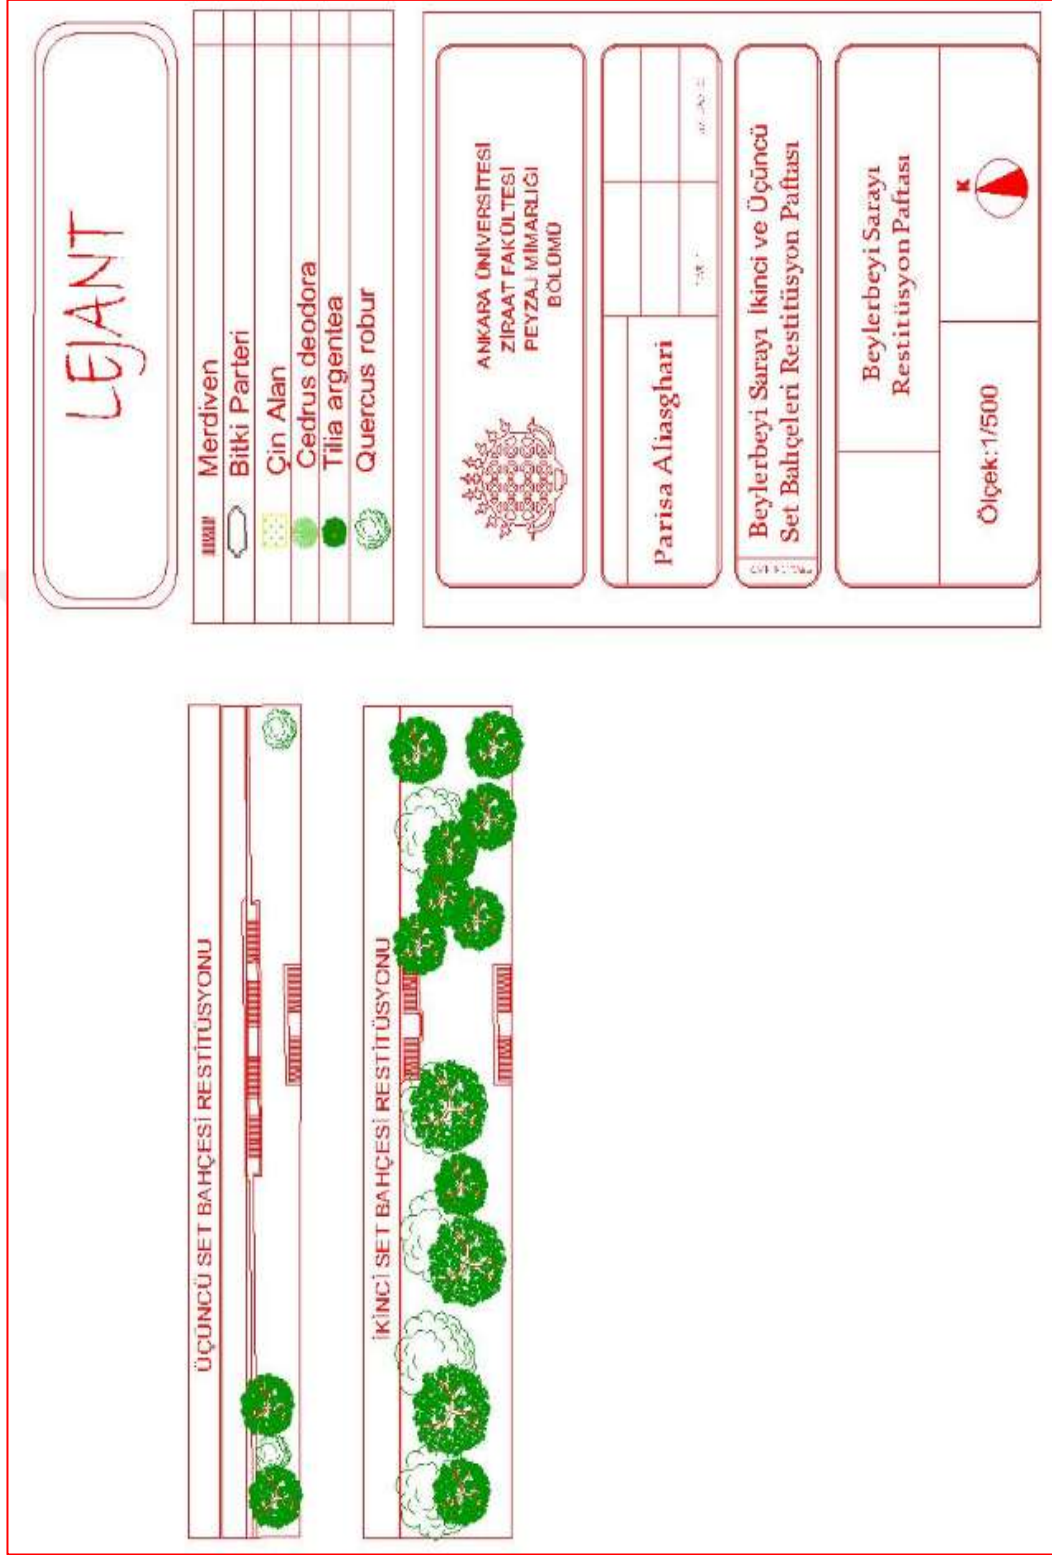 LEJANT
Merdiven
Bitki Parteri
Çin Alan
Cedrus deodora
Tilia argentea
Quercus robur
ANKARA ÜNİVERSİTESİ
ZİRAAT FAKÜLTESİ
PEYZAJ MİMARLIĞI
BÖLÜMÜ
Parisa Aliasghari
Beylerbeyi Sarayı İkinci ve Üçüncü
Set Bahçeleri Restitüsyon Paftası
Beylerbeyi Sarayı
Restitüsyon Paftası
Ölçek:1/500
K
ÜÇÜNCÜ SET BAHÇESİ RESTİTÜSYONU
İKİNCİ SET BAHÇESİ RESTİTÜSYONU